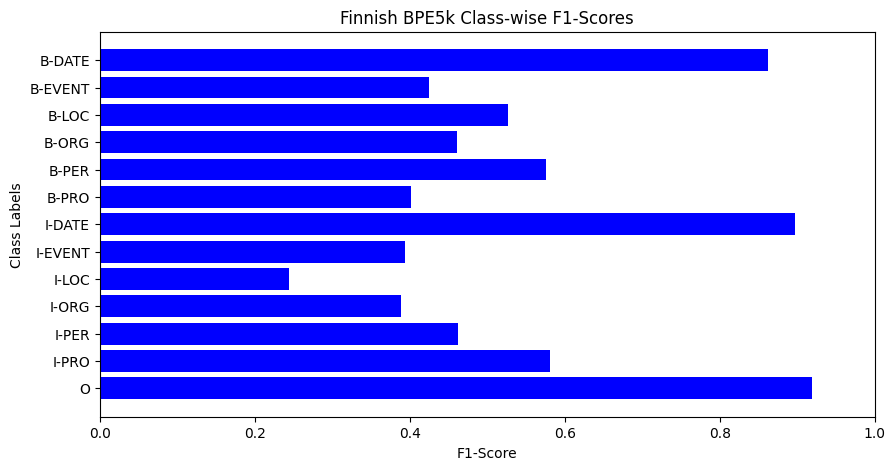 Finnish BPE5k Class-wise F1-Scores
B-DATE
B-EVENT
B-LOC
B-ORG
B-PER
B-PRO
I-DATE
I-EVENT
I-LOC
I-ORG
I-PER
I-PRO
O
Class Labels
0.0 0.2 0.4 0.6 0.8 1.0
F1-Score